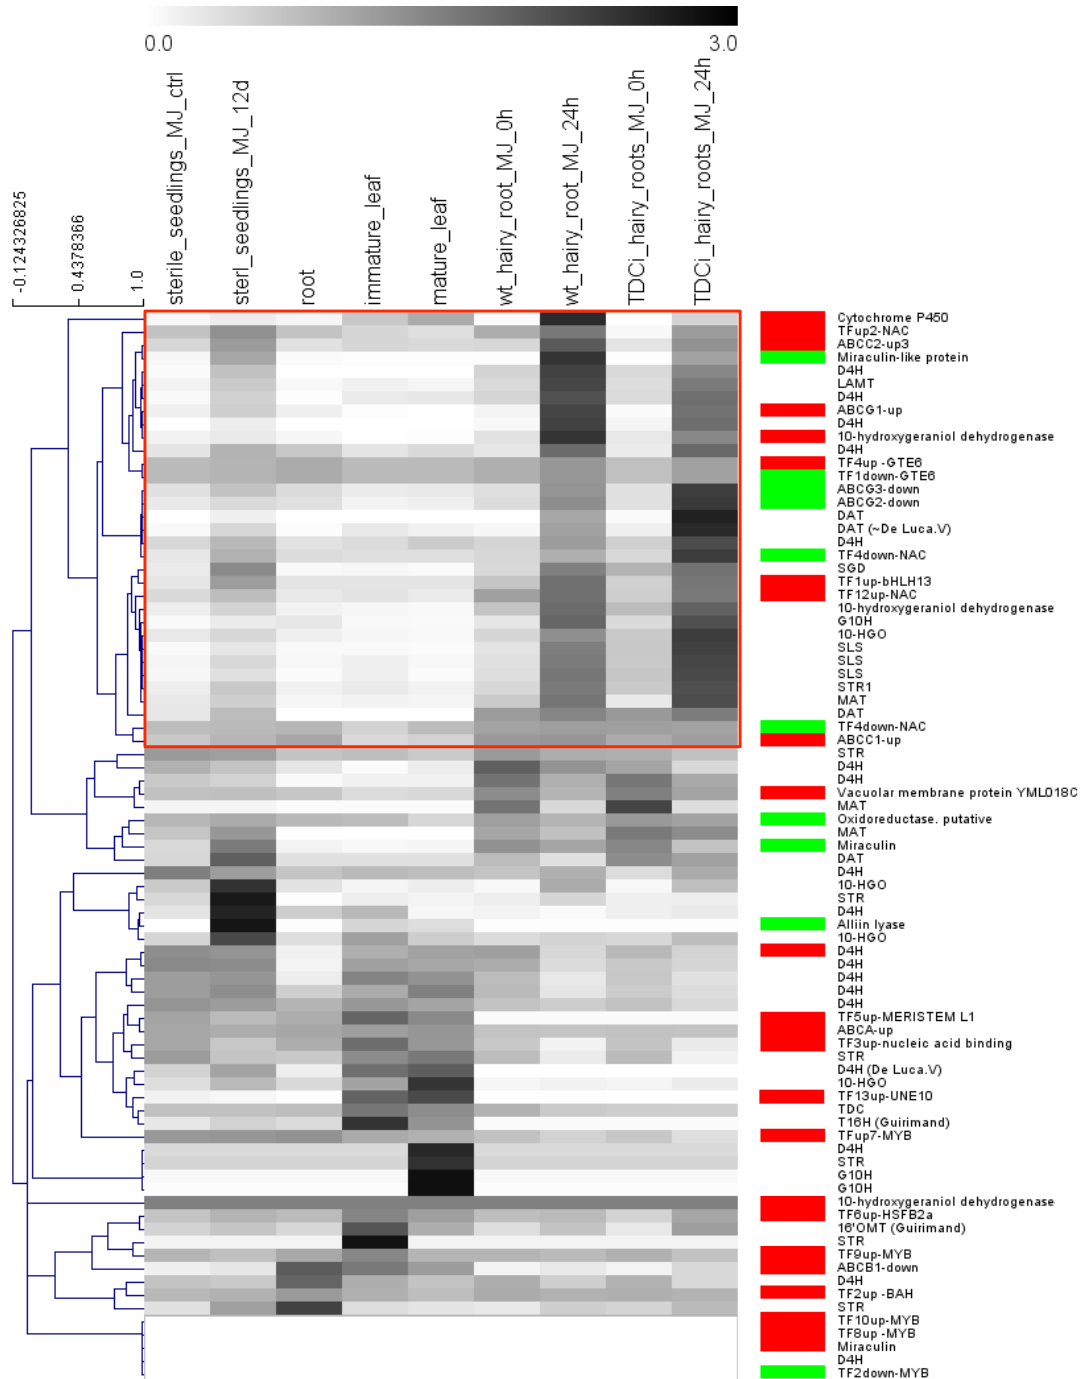 0.0
3.0
-0.124326825
0.4378366
1.0
sterile_seedlings_MJ_ctrl
sterl_seedlings_MJ_12d
root
immature_leaf
mature_leaf
wt_hairy_root_MJ_0h
wt_hairy_root_MJ_24h
TDCi_hairy_roots_MJ_0h
TDCi_hairy_roots_MJ_24h
Cytochrome P450
TFup2-NAC
ABCC2-up3
Miraculin-like protein
D4H
LAMT
D4H
ABCG1-up
D4H
10-hydroxygeraniol dehydrogenase
D4H
TF4up -GTE6
TF1down-GTE6
ABCG3-down
ABCG2-down
DAT
DAT (~De Luca.V)
D4H
TF4down-NAC
SGD
TF1up-bHLH13
TF12up-NAC
10-hydroxygeraniol dehydrogenase
G10H
10-HGO
SLS
SLS
SLS
STR1
MAT
DAT
TF4down-NAC
ABCC1-up
STR
D4H
D4H
Vacuolar membrane protein YML018C
MAT
Oxidoreductase. putative
MAT
Miraculin
DAT
D4H
10-HGO
STR
D4H
Alliin lyase
10-HGO
D4H
D4H
D4H
D4H
D4H
TF5up-MERISTEM L1
ABCA-up
TF3up-nucleic acid binding
STR
D4H (De Luca.V)
10-HGO
TF13up-UNE10
TDC
T16H (Guirimand)
TFup7-MYB
D4H
STR
G10H
G10H
10-hydroxygeraniol dehydrogenase
TF6up-HSFB2a
16'OMT (Guirimand)
STR
TF9up-MYB
ABCB1-down
D4H
TF2up -BAH
STR
TF10up-MYB
TF8up -MYB
Miraculin
D4H
TF2down-MYB